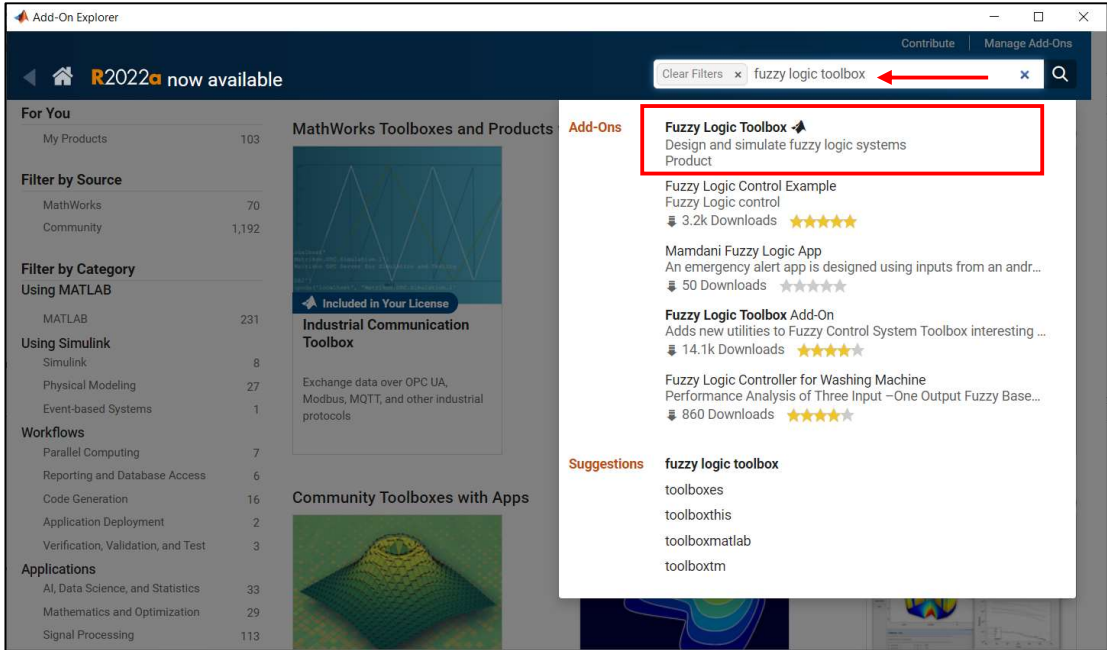 Add-On Explorer
Contribute
Manage Add-Ons
R2022a now available
Clear Filters × fuzzy logic toolbox
For You
My Products 103
Filter by Source
MathWorks 70
Community 1,192
Filter by Category
Using MATLAB
MATLAB 231
Using Simulink
Simulink 8
Physical Modeling 27
Event-based Systems 1
Workflows
Parallel Computing 7
Reporting and Database Access 6
Code Generation 16
Application Deployment 2
Verification, Validation, and Test 3
Applications
AI, Data Science, and Statistics 33
Mathematics and Optimization 29
Signal Processing 113
MathWorks Toolboxes and Products
Included in Your License
Industrial Communication
Toolbox
Exchange data over OPC UA,
Modbus, MQTT, and other industrial
protocols
Community Toolboxes with Apps
Add-Ons
Fuzzy Logic Toolbox
Design and simulate fuzzy logic systems
Product
Fuzzy Logic Control Example
Fuzzy Logic control
3.2k Downloads
Mamdani Fuzzy Logic App
An emergency alert app is designed using inputs from an andr...
50 Downloads
Fuzzy Logic Toolbox Add-On
Adds new utilities to Fuzzy Control System Toolbox interesting ...
14.1k Downloads
Fuzzy Logic Controller for Washing Machine
Performance Analysis of Three Input –One Output Fuzzy Base...
860 Downloads
Suggestions
fuzzy logic toolbox
toolboxes
toolboxthis
toolboxmatlab
toolboxtm